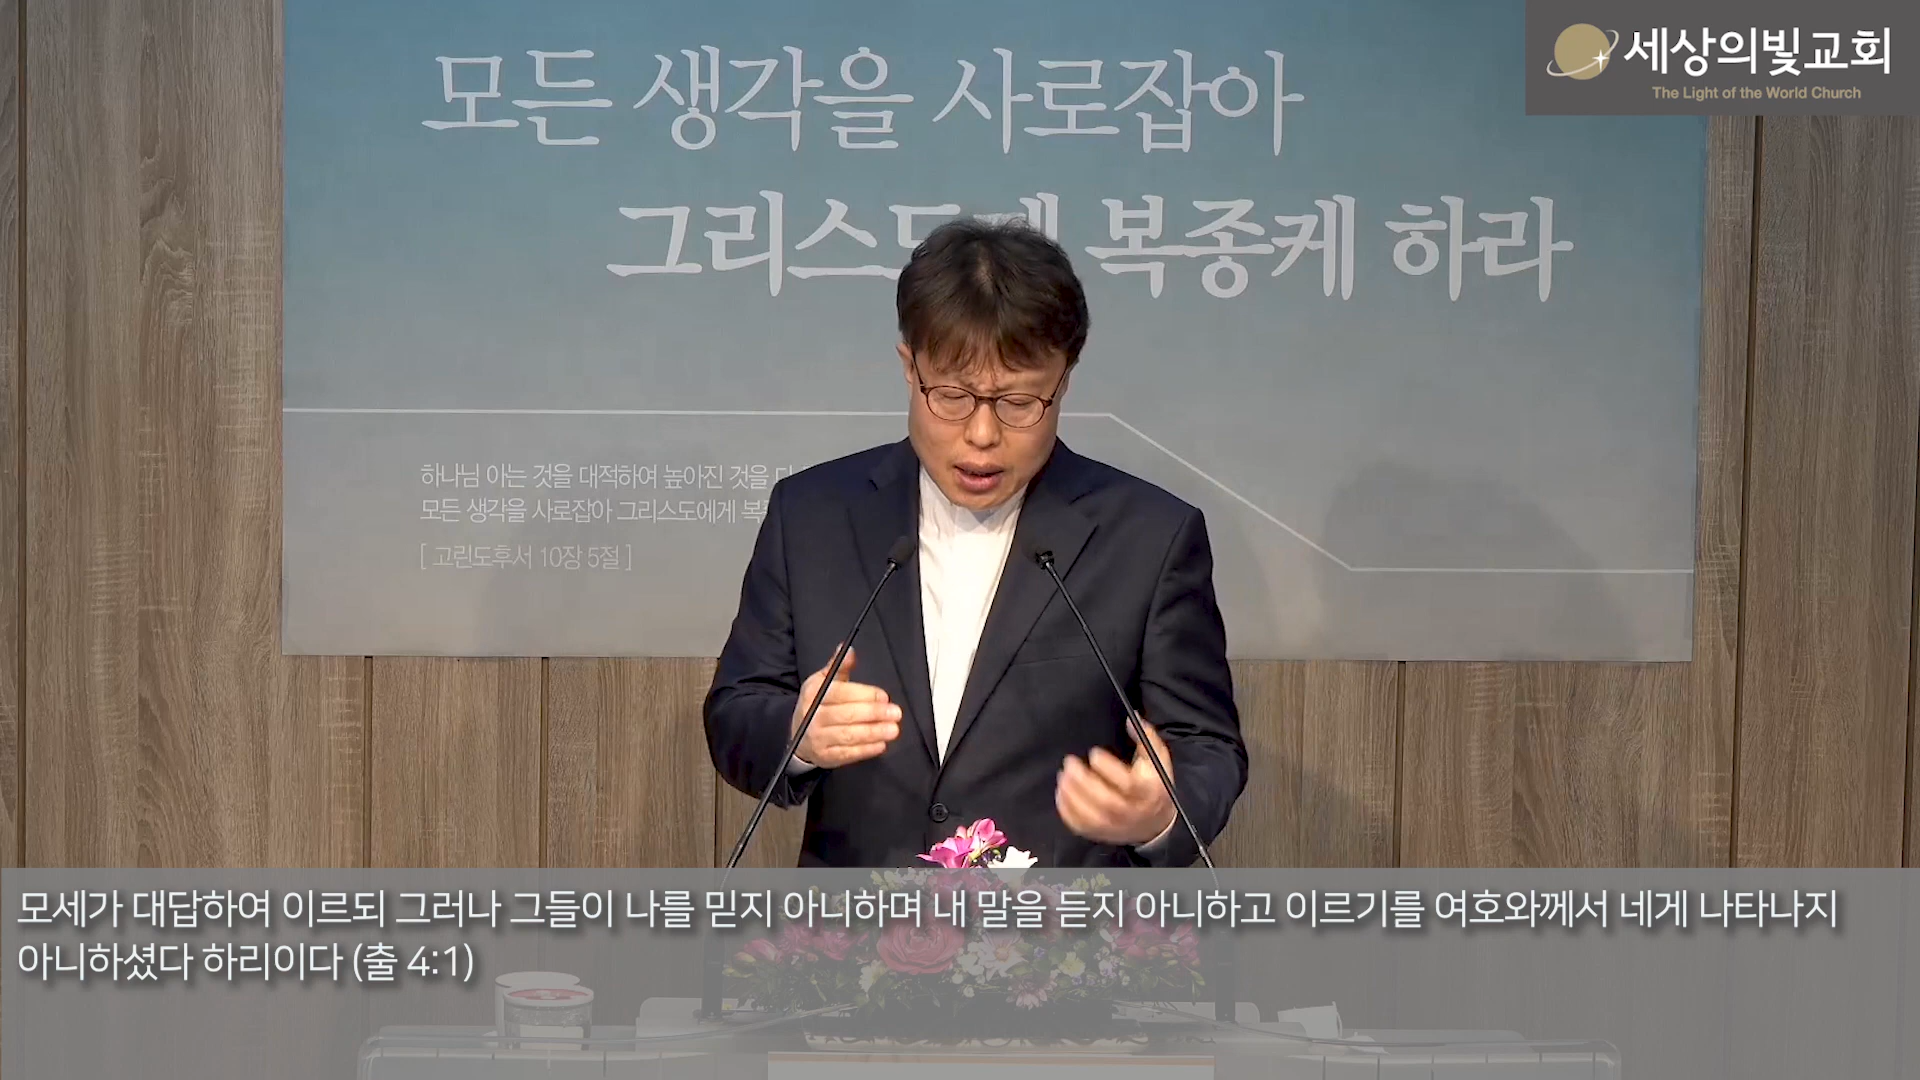 세상의빛교회
The Light of the World Church
모든 생각을 사로잡아
그리스도에게 복종케 하라
하나님 아는 것을 대적하여 높아진 것을 다
모든 생각을 사로잡아 그리스도에게 복종
[ 고린도후서 10장 5절 ]
모세가 대답하여 이르되 그러나 그들이 나를 믿지 아니하며 내 말을 듣지 아니하고 이르기를 여호와께서 네게 나타나지
아니하셨다 하리이다 (출 4:1)